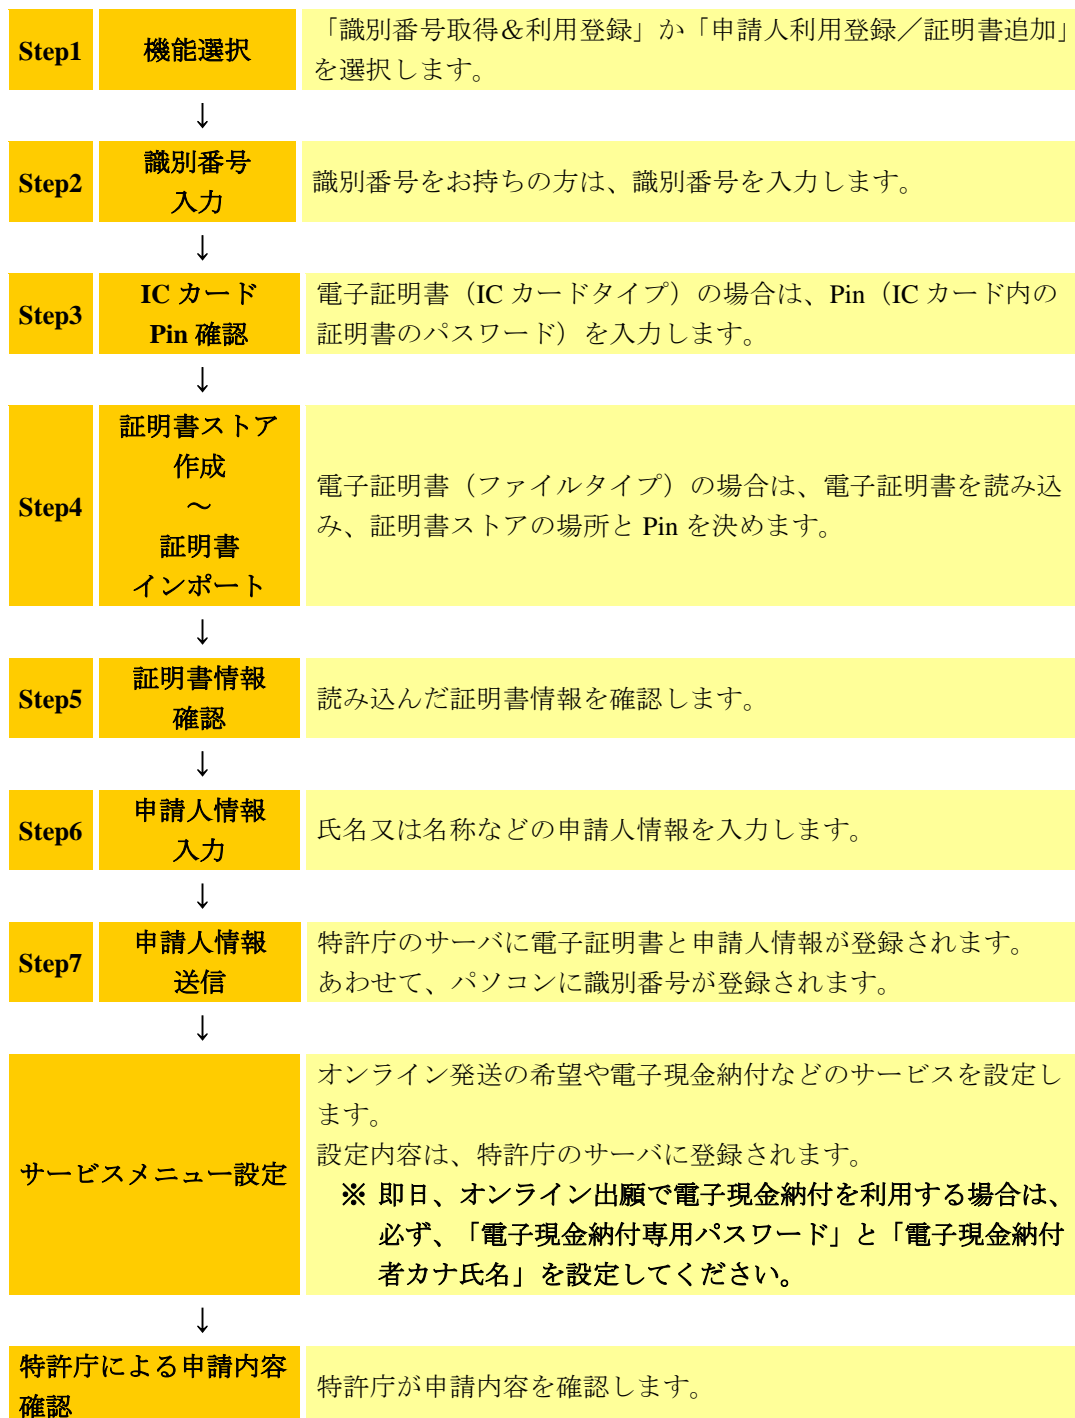 Step1
機能選択
「識別番号取得＆利用登録」か「申請人利用登録／証明書追加」
を選択します。
↓
Step2
識別番号
入力
識別番号をお持ちの方は、識別番号を入力します。
↓
Step3
IC カード
Pin 確認
電子証明書（IC カードタイプ）の場合は、Pin（IC カード内の
証明書のパスワード）を入力します。
↓
Step4
証明書ストア
作成
～
証明書
インポート
電子証明書（ファイルタイプ）の場合は、電子証明書を読み込
み、証明書ストアの場所と Pin を決めます。
↓
Step5
証明書情報
確認
読み込んだ証明書情報を確認します。
↓
Step6
申請人情報
入力
氏名又は名称などの申請人情報を入力します。
↓
Step7
申請人情報
送信
特許庁のサーバに電子証明書と申請人情報が登録されます。
あわせて、パソコンに識別番号が登録されます。
↓
サービスメニュー設定
オンライン発送の希望や電子現金納付などのサービスを設定し
ます。
設定内容は、特許庁のサーバに登録されます。
※ 即日、オンライン出願で電子現金納付を利用する場合は、
必ず、「電子現金納付専用パスワード」と「電子現金納付
者カナ氏名」を設定してください。
↓
特許庁による申請内容
確認
特許庁が申請内容を確認します。